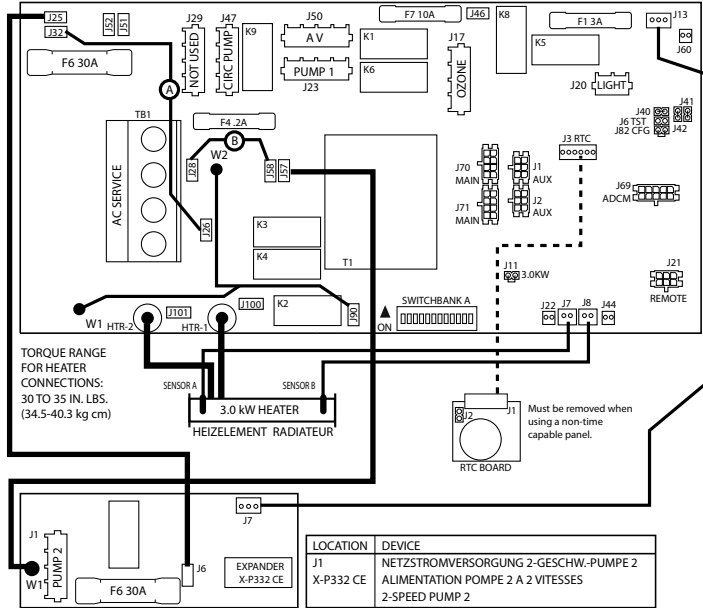 J25
J32
J52
J51
J29
NOT USED
J47
CIRC PUMP
K9
J50
A V
PUMP 1
J23
F7 10A
J46
K1
K6
J17
OZONE
K8
F1 3A
K5
J20
LIGHT
J13
J60
F6 30A
A
TB1
AC SERVICE
F4 .2A
B
W2
J28
J58
J57
J26
K3
K4
T1
J40
J6 TST
J82 CFG
J41
J42
J3 RTC
J70
MAIN
J71
MAIN
J1
AUX
J2
AUX
J69
ADCM
J11
3.0KW
J21
REMOTE
W1
HTR-2
J101
HTR-1
J100
K2
J90
ON
SWITCHBANK A
J22
J7
J8
J44
TORQUE RANGE
FOR HEATER
CONNECTIONS:
30 TO 35 IN. LBS.
(34.5-40.3 kg cm)
SENSOR A
SENSOR B
3.0 kW HEATER
HEIZELEMENT RADIATEUR
J2
J1
RTC BOARD
Must be removed when
using a non-time
capable panel.
J1
PUMP 2
W1
F6 30A
J6
J7
EXPANDER
X-P332 CE
LOCATION DEVICE
J1 NETZSTROMVERSORGUNG 2-GESCHW.-PUMPE 2
X-P332 CE ALIMENTATION POMPE 2 A 2 VITESSES
2-SPEED PUMP 2